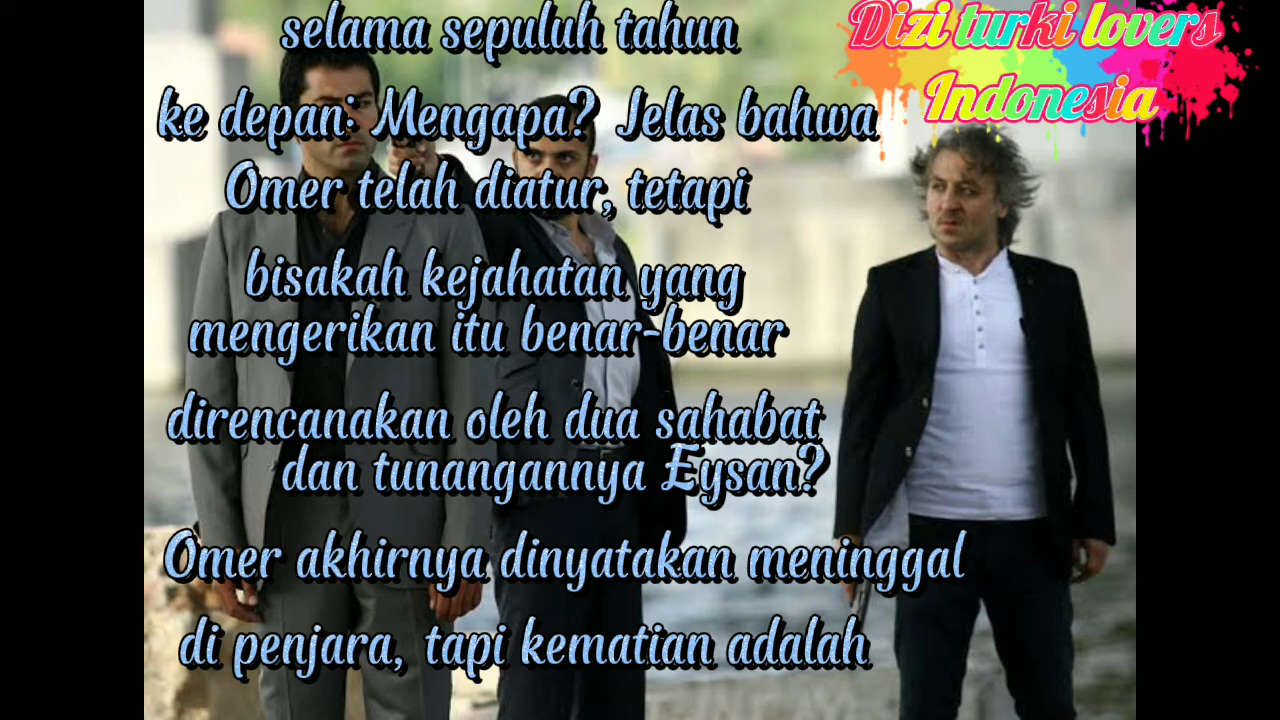 selama sepuluh tahun
ke depan: Mengapa? Jelas bahwa
Omer telah diatur, tetapi
bisakah kejahatan yang
mengerikan itu benar-benar
direncanakan oleh dua sahabat
dan tunangannya Eysan?
Omer akhirnya dinyatakan meninggal
di penjara, tapi kematian adalah
Dizi turki lovers
Indonesia